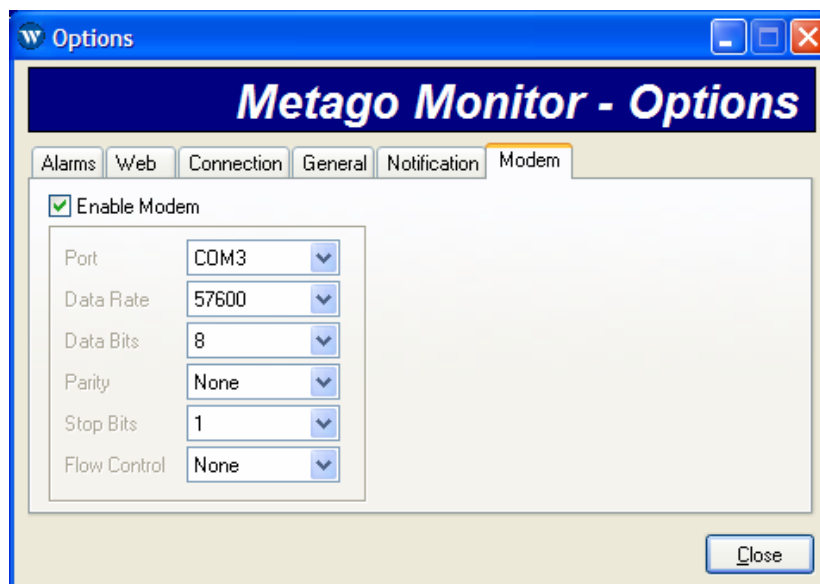 W Options
Metago Monitor - Options
Alarms Web Connection General Notification Modem
Enable Modem
Port COM3
Data Rate 57600
Data Bits 8
Parity None
Stop Bits 1
Flow Control None
Close